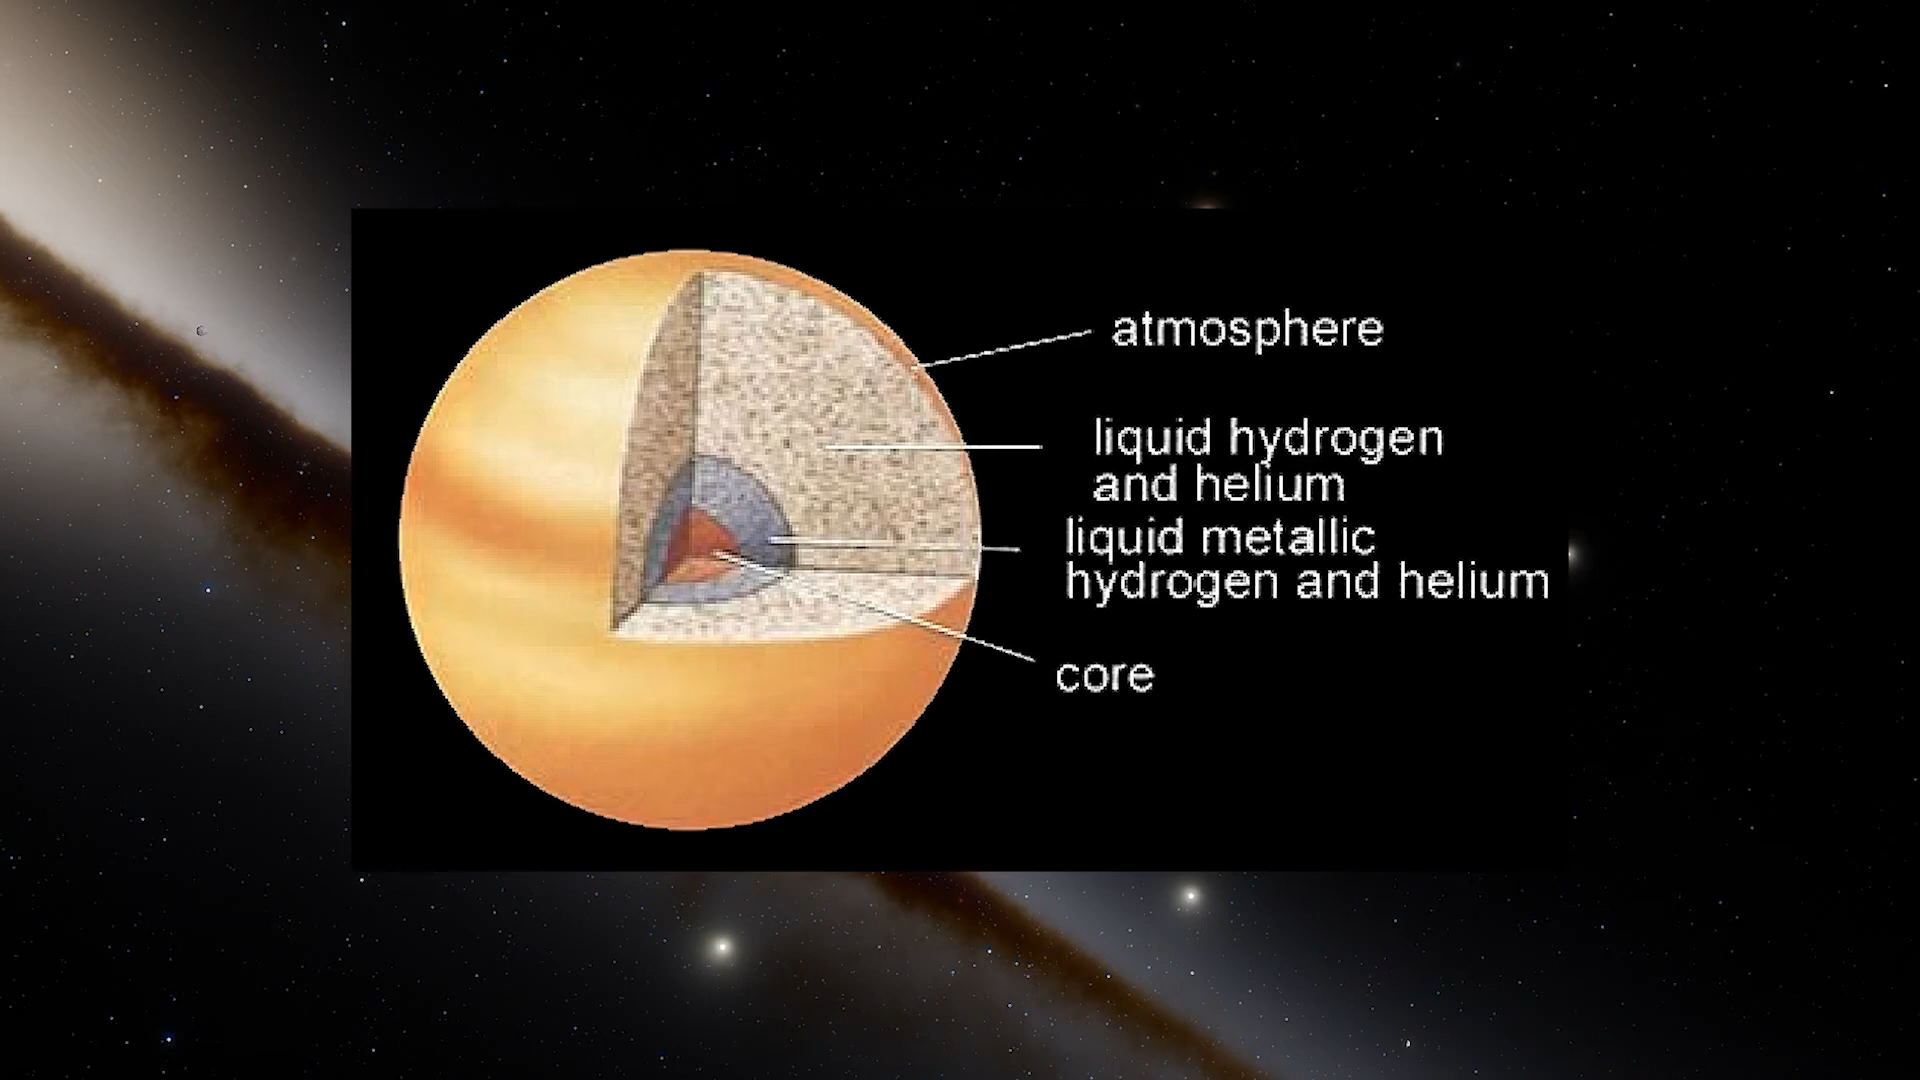 atmosphere
liquid hydrogen
and helium
liquid metallic
hydrogen and helium
core